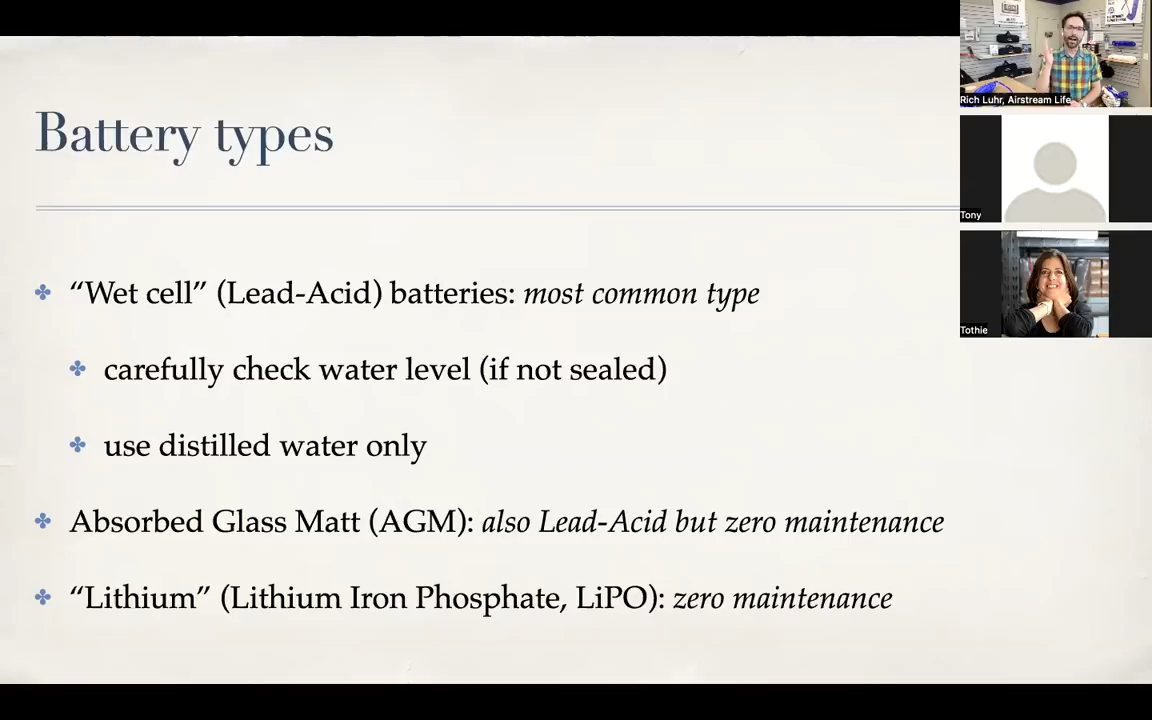 Battery types
“Wet cell” (Lead-Acid) batteries: most common type
carefully check water level (if not sealed)
use distilled water only
Absorbed Glass Matt (AGM): also Lead-Acid but zero maintenance
“Lithium” (Lithium Iron Phosphate, LiPO): zero maintenance
Rich Luhr, Airstream Life
Tony
Tothie